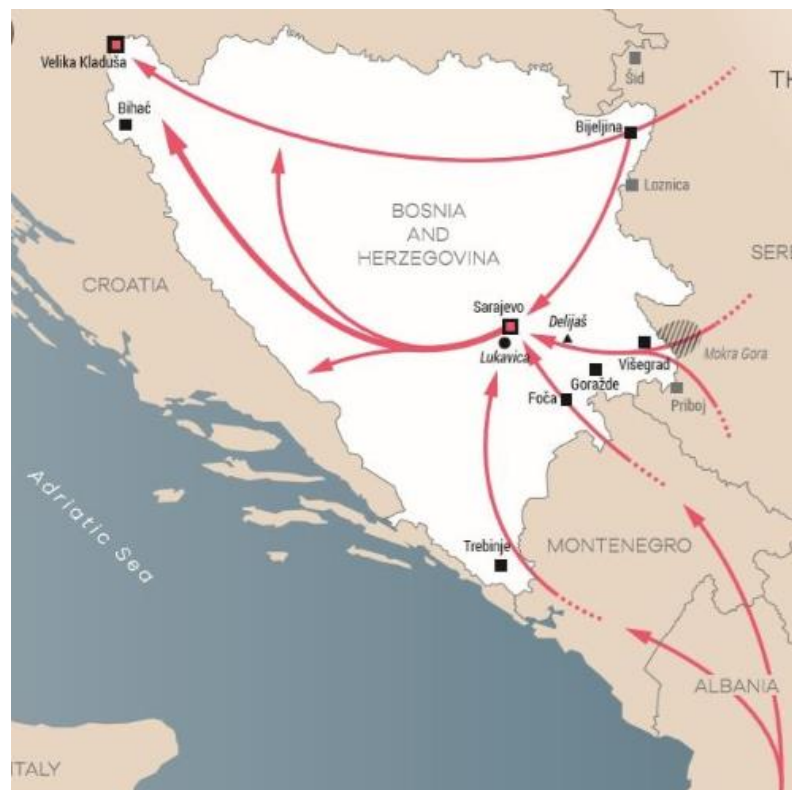 Velika Kladuša
Šid
Bihać
Bijeljina
Loznica
BOSNIA
AND
HERZEGOVINA
CROATIA
Sarajevo
Delijaš
Lukavica
Višegrad
Mokra Gora
Goražde
Foča
Priboj
Adriatic Sea
Trebinje
MONTENEGRO
ALBANIA